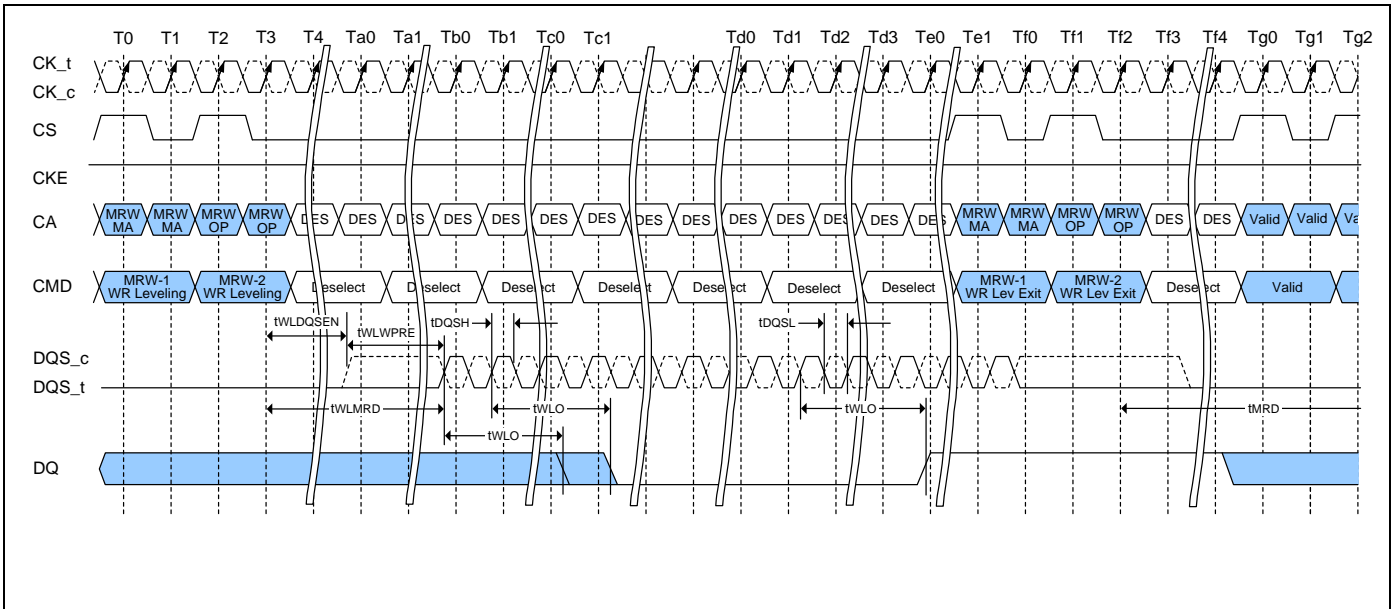 T0 T1 T2 T3 T4 Ta0 Ta1 Tb0 Tb1 Tc0 Tc1 Td0 Td1 Td2 Td3 Te0 Te1 Tf0 Tf1 Tf2 Tf3 Tf4 Tg0 Tg1 Tg2
CK_t
CK_c
CS
CKE
CA
MRW MA
MRW MA
MRW OP
MRW OP
DES DES DES DES DES DES DES DES DES DES DES DES DES DES
MRW MA
MRW MA
MRW OP
MRW OP
DES DES Valid Valid Va
CMD
MRW-1 WR Leveling
MRW-2 WR Leveling
Deselect Deselect Deselect Deselect Deselect Deselect Deselect
MRW-1 WR Lev Exit
MRW-2 WR Lev Exit
Deselect Valid
tWLDQSEN
tWLWPRE
tDQSH
tDQSL
DQS_c
DQS_t
tWLMRD
tWLO
tWLO
tMRD
tWLO
DQ